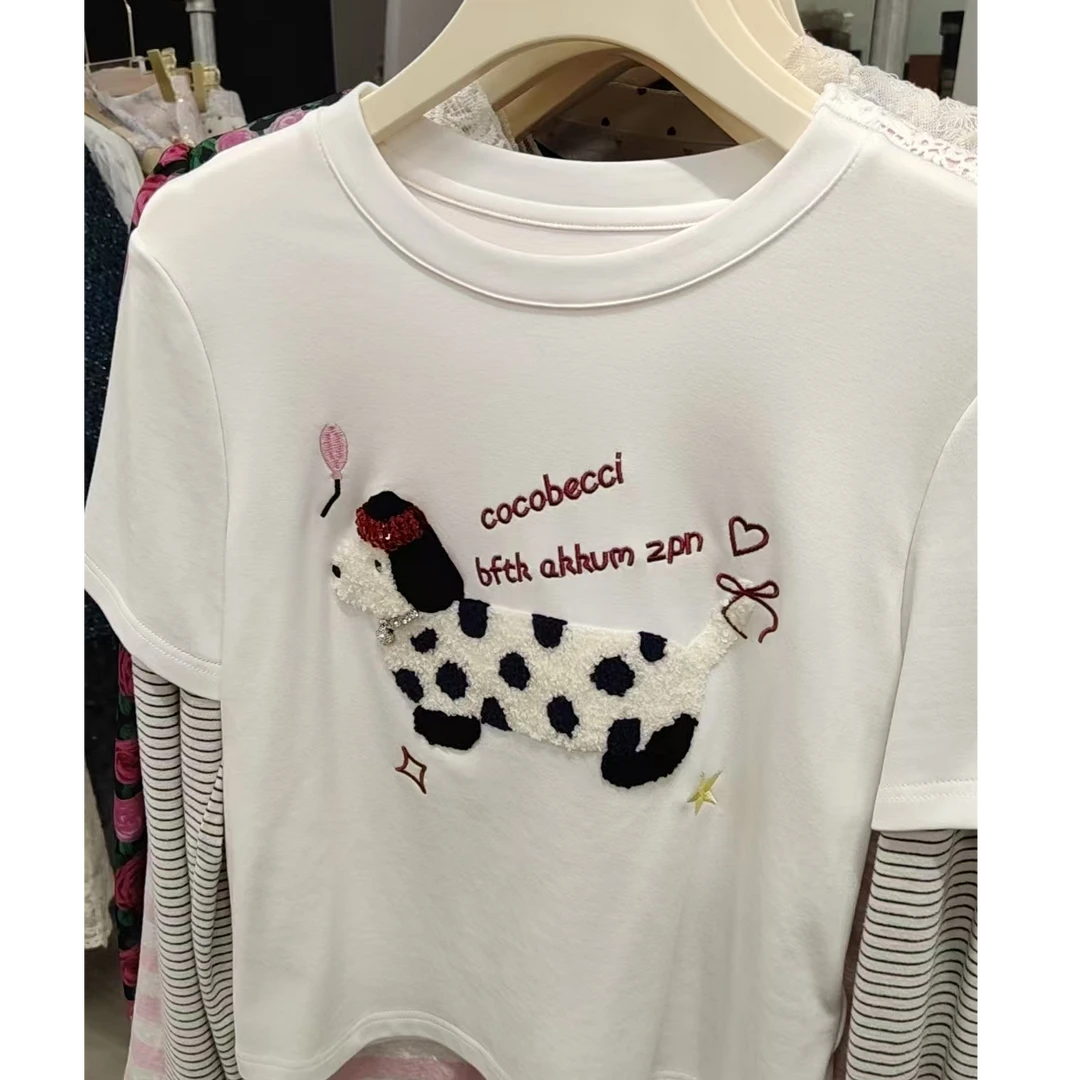 cocobecci
bftk akkum zpn